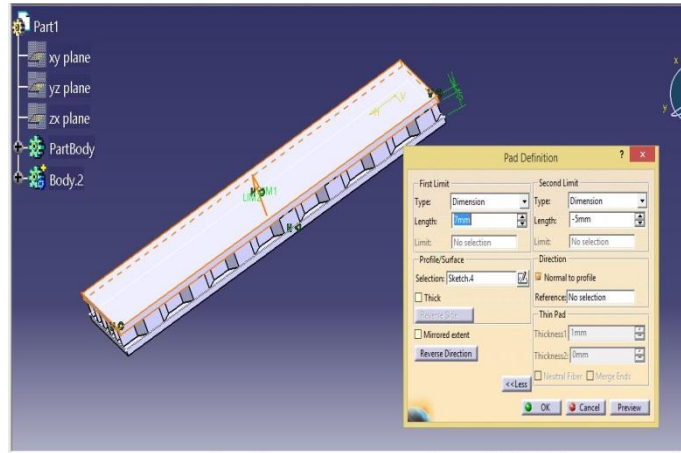 Part1
xy plane
yz plane
zx plane
PartBody
Body.2
x
y
Pad Definition ? x
First Limit
Type: Dimension
Length: 7mm
Limit: No selection
Second Limit
Type: Dimension
Length: -5mm
Limit: No selection
Profile/Surface
Selection: Sketch.4
Thick
Reverse Side
Mirrored extent
Reverse Direction
<<Less
Direction
Normal to profile
Reference: No selection
Thin Pad
Thickness1 1mm
Thickness2: 0mm
Neutral Fiber Merge Ends
OK Cancel Preview